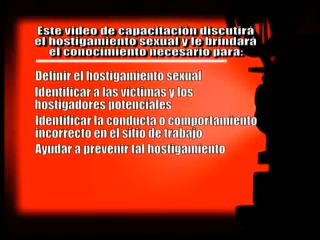 Este video de capacitación discutirá
el hostigamiento sexual y le brindará
el conocimiento necesario para:
Definir el hostigamiento sexual
Identificar a las victimas y los
hostigadores potenciales
Identificar la conducta o comportamiento
incorrecto en el sitio de trabajo
Ayudar a prevenir tal hostigamiento